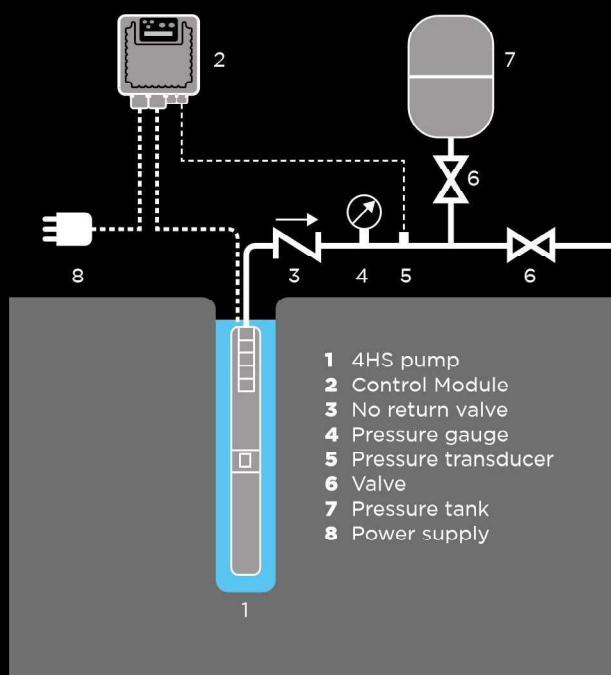 2
7
6
8
3
4
5
6
1 4HS pump
2 Control Module
3 No return valve
4 Pressure gauge
5 Pressure transducer
6 Valve
7 Pressure tank
8 Power supply
1